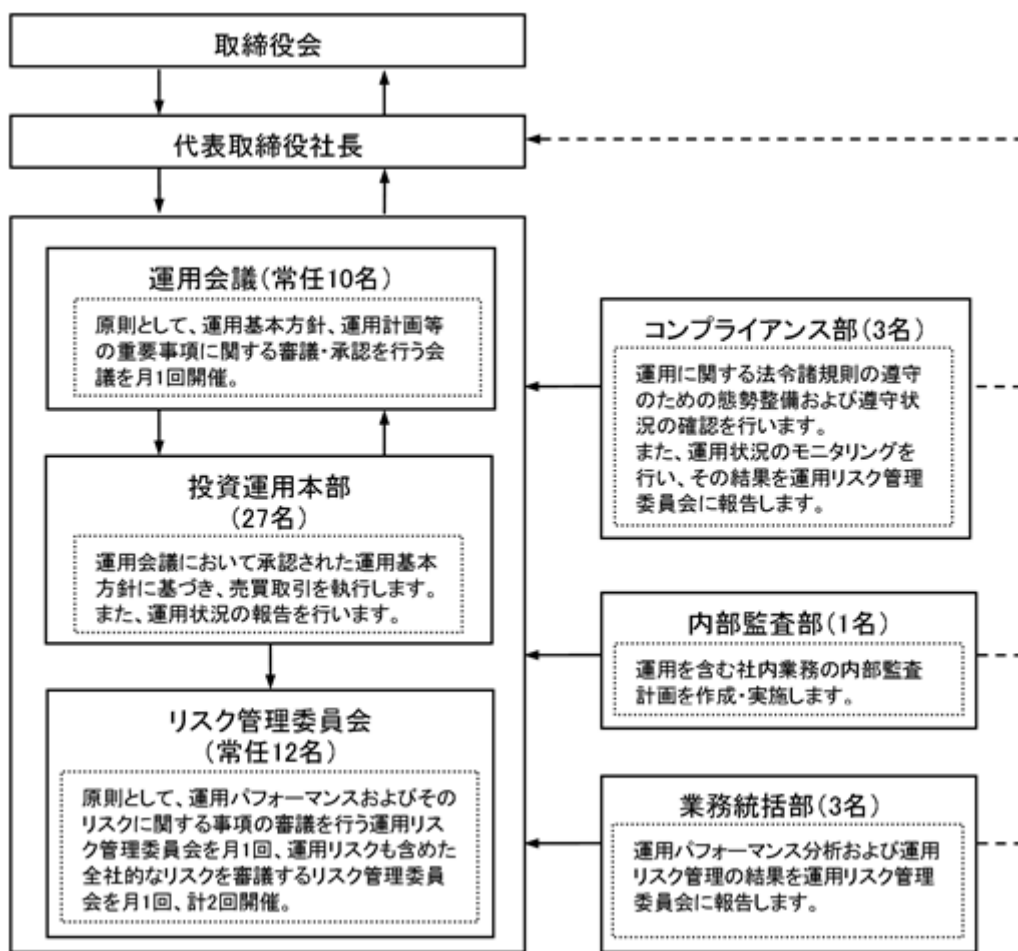 取締役会
代表取締役社長
運用会議(常任10名)
原則として、運用基本方針、運用計画等
の重要事項に関する審議・承認を行う会
議を月1回開催。
投資運用本部
(27名)
運用会議において承認された運用基本
方針に基づき、売買取引を執行します。
また、運用状況の報告を行います。
リスク管理委員会
(常任12名)
原則として、運用パフォーマンスおよびその
リスクに関する事項の審議を行う運用リス
ク管理委員会を月1回、運用リスクも含めた
全社的なリスクを審議するリスク管理委員
会を月1回、計2回開催。
コンプライアンス部(3名)
運用に関する法令諸規則の遵守
のための態勢整備および遵守状
況の確認を行います。
また、運用状況のモニタリングを
行い、その結果を運用リスク管理
委員会に報告します。
内部監査部(1名)
運用を含む社内業務の内部監査
計画を作成・実施します。
業務統括部(3名)
運用パフォーマンス分析および運用
リスク管理の結果を運用リスク管理
委員会に報告します。